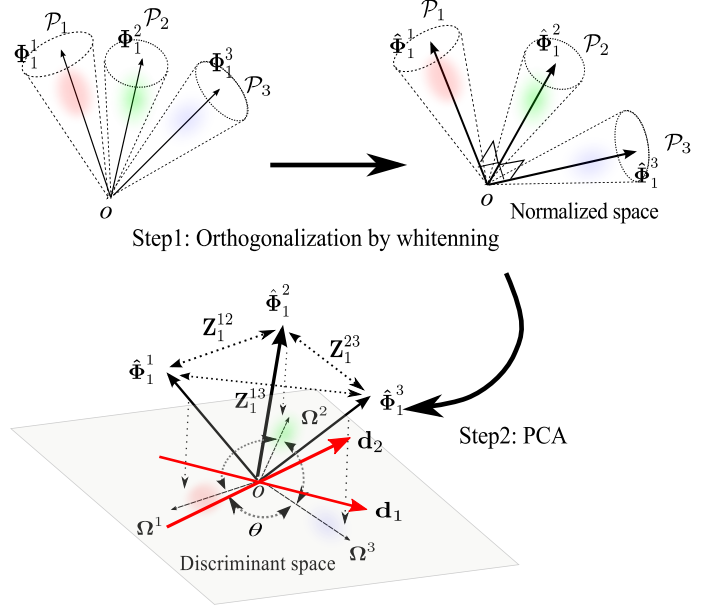 𝒫₁ 𝒫₂
Φ₁¹ Φ₁² Φ₁³ 𝒫₃
o
𝒫₁
Φ̂₁¹ Φ̂₁² 𝒫₂
𝒫₃
Φ̂₁³
o
Normalized space
Step1: Orthogonalization by whitenning
Φ̂₁²
Z₁¹² Z₁²³
Φ̂₁¹
Z₁¹³ Φ̂₁³
Ω² Step2: PCA
d₂
o
d₁
Ω¹ θ
Ω³
Discriminant space